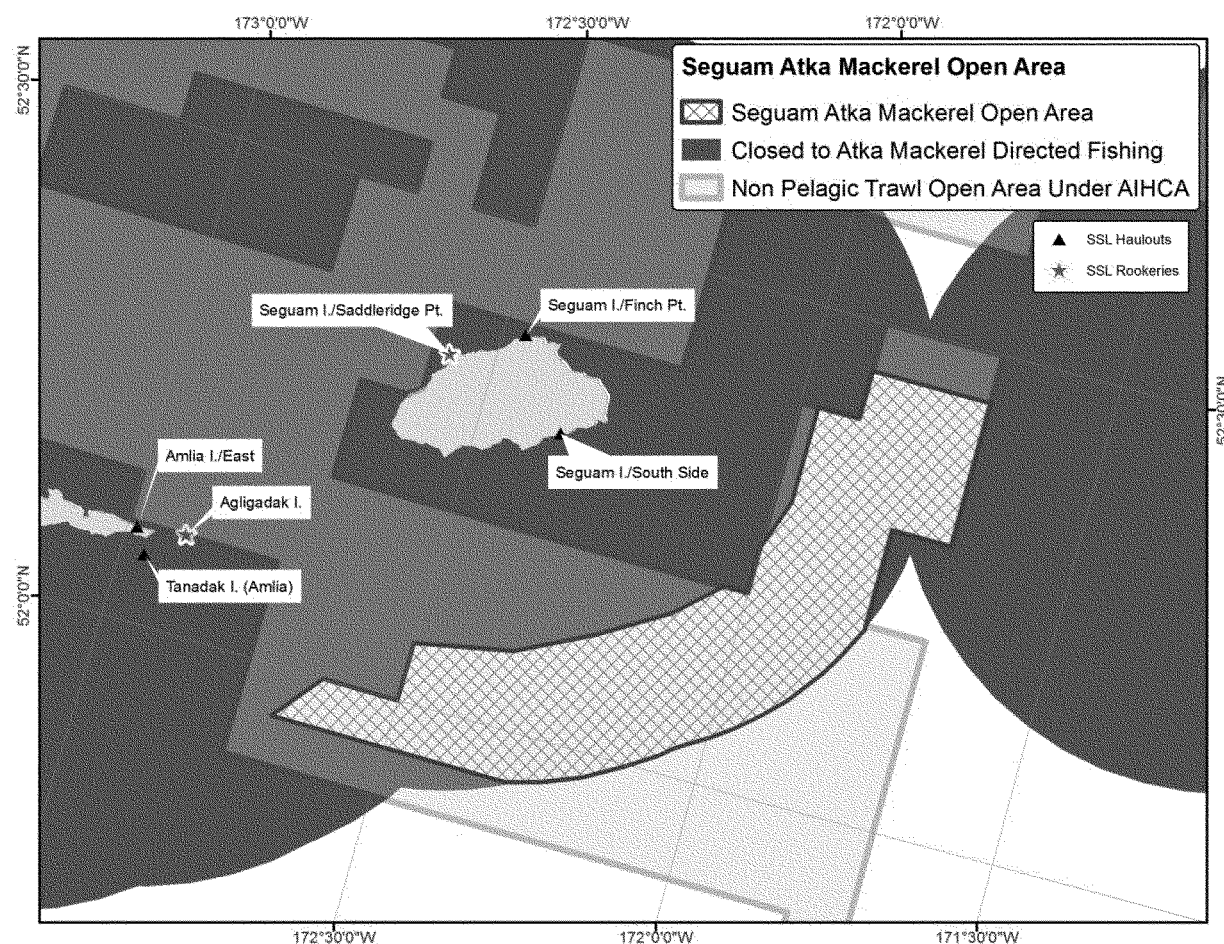 173°0'0"W
172°30'0"W
172°0'0"W
52°30'0"N
Seguam Atka Mackerel Open Area
Seguam Atka Mackerel Open Area
Closed to Atka Mackerel Directed Fishing
Non Pelagic Trawl Open Area Under AIHCA
SSL Haulouts
SSL Rookeries
Seguam I./Saddleridge Pt.
Seguam I./Finch Pt.
52°30'0"N
Amlia I./East
Seguam I./South Side
Agligadak I.
Tanadak I. (Amlia)
52°0'0"N
172°30'0"W
172°0'0"W
171°30'0"W